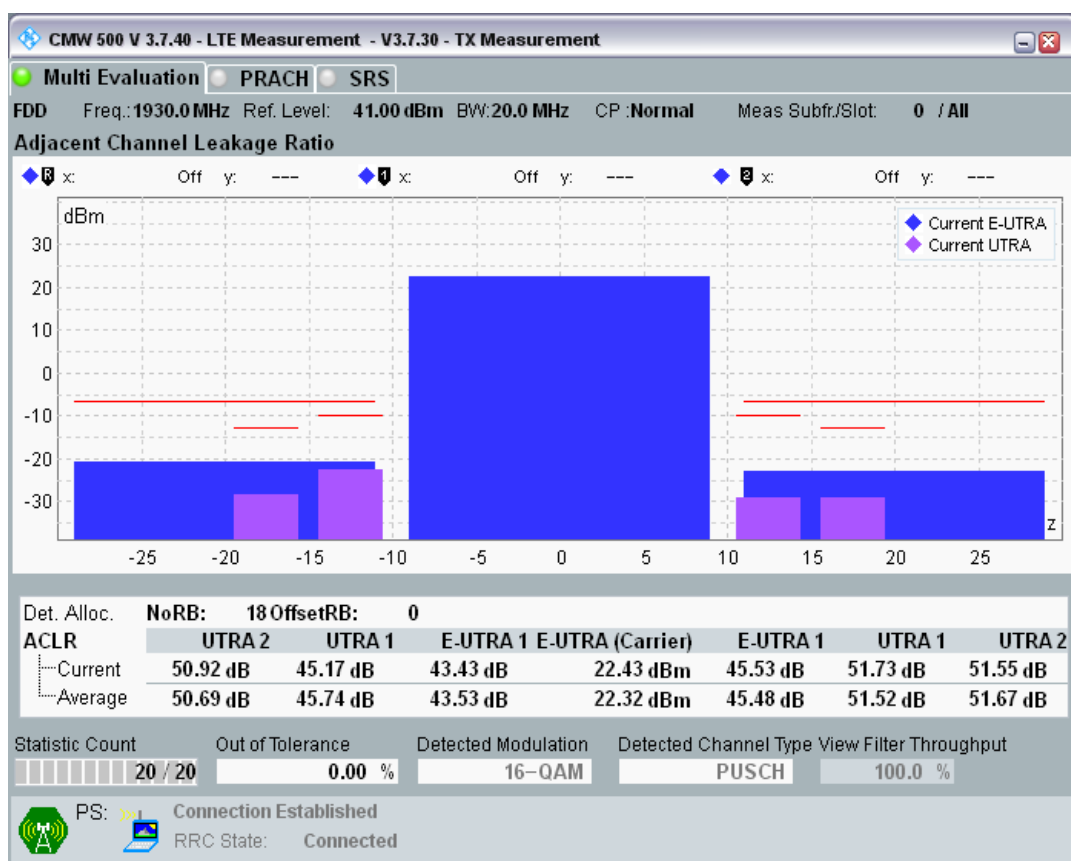 CMW 500 V 3.7.40 - LTE Measurement - V3.7.30 - TX Measurement
Multi Evaluation PRACH SRS
FDD Freq.: 1930.0 MHz Ref. Level: 41.00 dBm BW: 20.0 MHz CP : Normal Meas Subfr./Slot: 0 / All
Adjacent Channel Leakage Ratio
R x: Off y: --- 1 x: Off y: --- 2 x: Off y: ---
dBm
Current E-UTRA
Current UTRA
30
20
10
0
-10
-20
-30
z
-25 -20 -15 -10 -5 0 5 10 15 20 25
Det. Alloc. NoRB: 18 OffsetRB: 0
ACLR UTRA 2 UTRA 1 E-UTRA 1 E-UTRA (Carrier) E-UTRA 1 UTRA 1 UTRA 2
Current 50.92 dB 45.17 dB 43.43 dB 22.43 dBm 45.53 dB 51.73 dB 51.55 dB
Average 50.69 dB 45.74 dB 43.53 dB 22.32 dBm 45.48 dB 51.52 dB 51.67 dB
Statistic Count Out of Tolerance Detected Modulation Detected Channel Type View Filter Throughput
20 / 20 0.00 % 16-QAM PUSCH 100.0 %
PS: Connection Established
RRC State: Connected